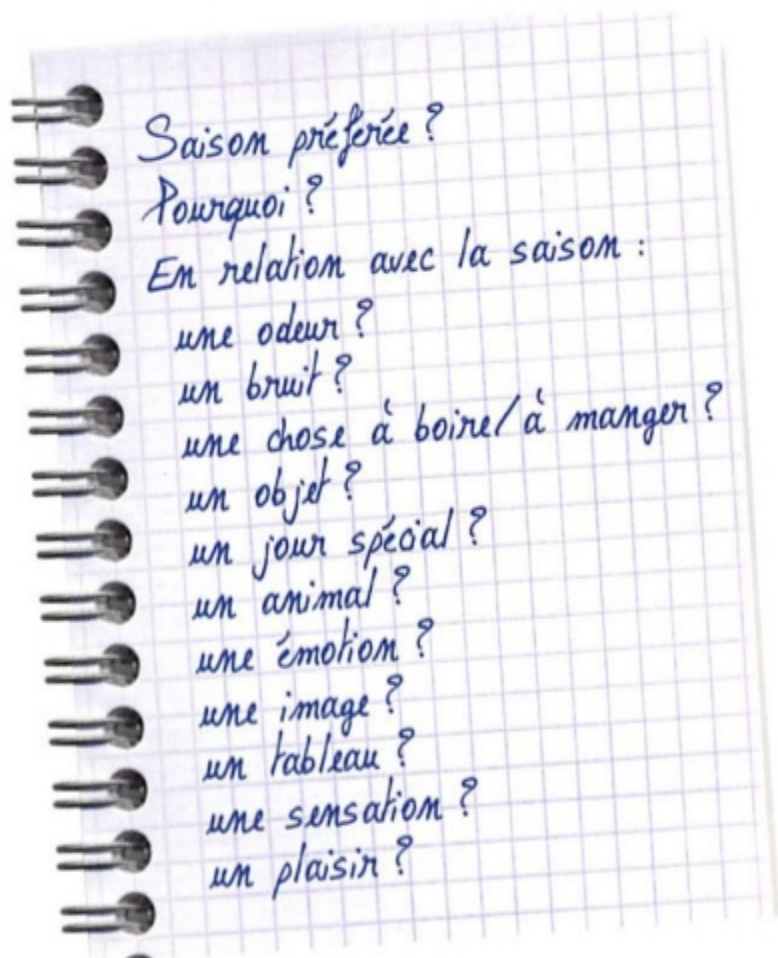 Saison préférée ?
Pourquoi ?
En relation avec la saison :
une odeur ?
un bruit ?
une chose à boire/à manger ?
un objet ?
un jour spécial ?
un animal ?
une émotion ?
une image ?
un tableau ?
une sensation ?
un plaisir ?